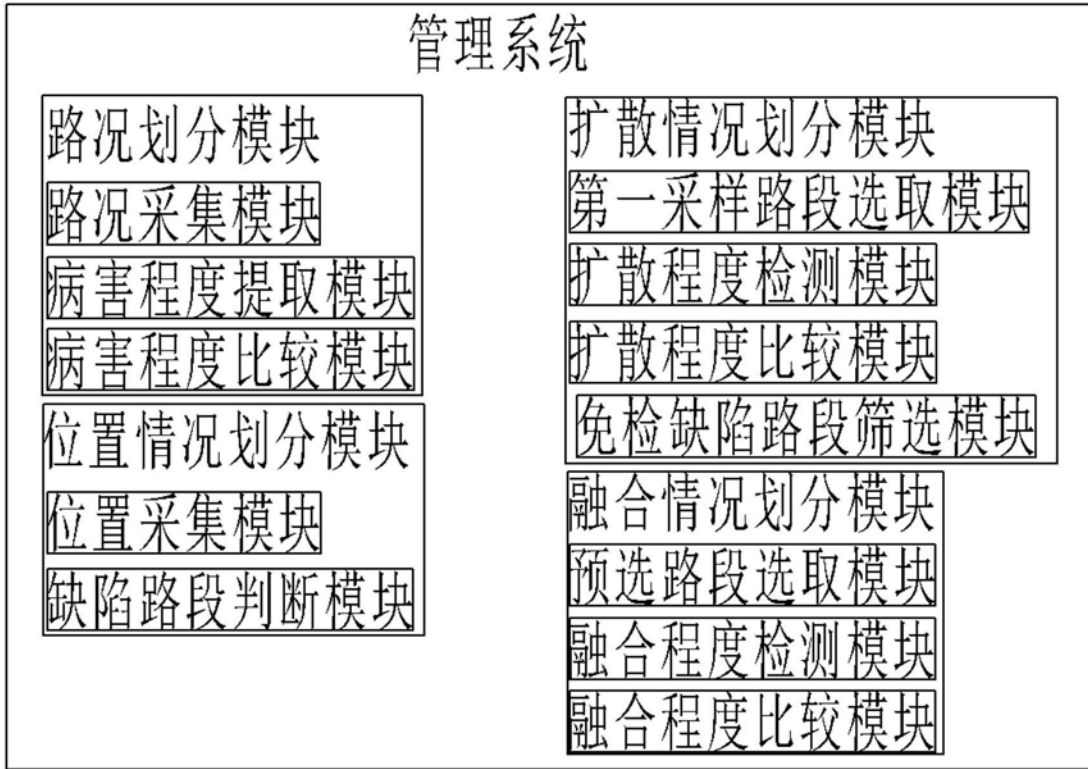 管理系统
路况划分模块
路况采集模块
病害程度提取模块
病害程度比较模块
位置情况划分模块
位置采集模块
缺陷路段判断模块
扩散情况划分模块
第一采样路段选取模块
扩散程度检测模块
扩散程度比较模块
免检缺陷路段筛选模块
融合情况划分模块
预选路段选取模块
融合程度检测模块
融合程度比较模块